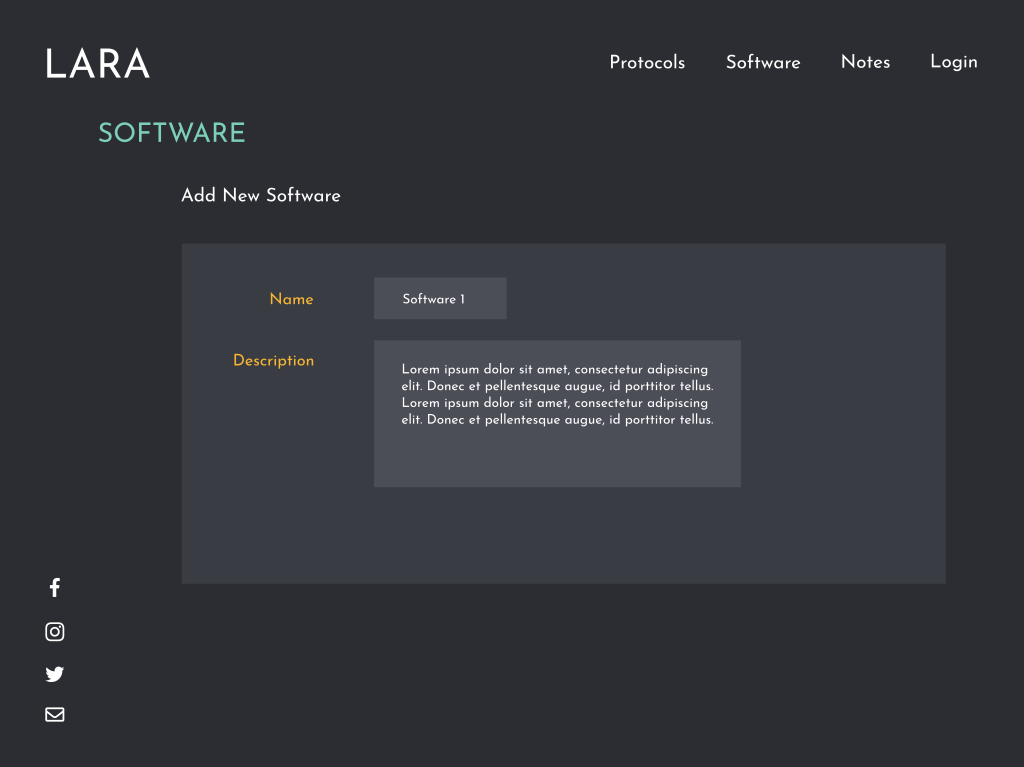 LARA
Protocols
Software
Notes
Login
SOFTWARE
Add New Software
Name
Software 1
Description
Lorem ipsum dolor sit amet, consectetur adipiscing
elit. Donec et pellentesque augue, id porttitor tellus.
Lorem ipsum dolor sit amet, consectetur adipiscing
elit. Donec et pellentesque augue, id porttitor tellus.